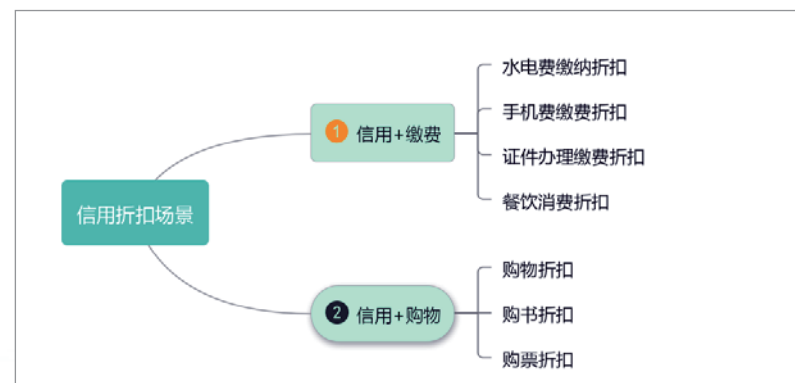 信用折扣场景
1 信用+缴费
水电费缴纳折扣
手机费缴费折扣
证件办理缴费折扣
餐饮消费折扣
2 信用+购物
购物折扣
购书折扣
购票折扣